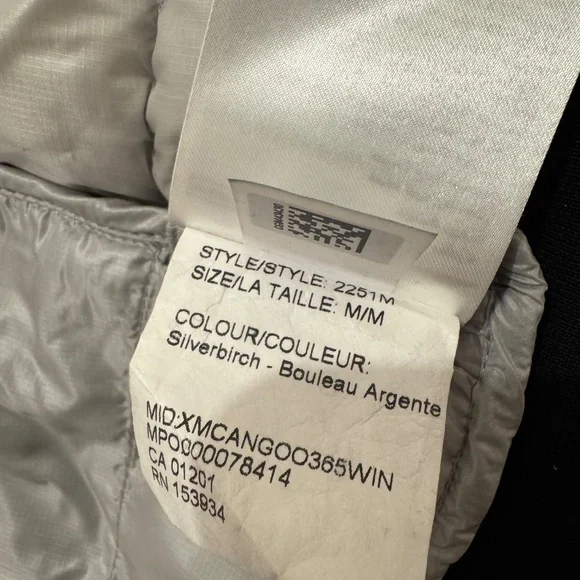 STYLE/STYLE: 2251M
SIZE/LA TAILLE: M/M
COLOUR/COULEUR:
Silverbirch - Bouleau Argente
MID:XMCANGOO365WIN
MPO000078414
CA 01201
RN 153934